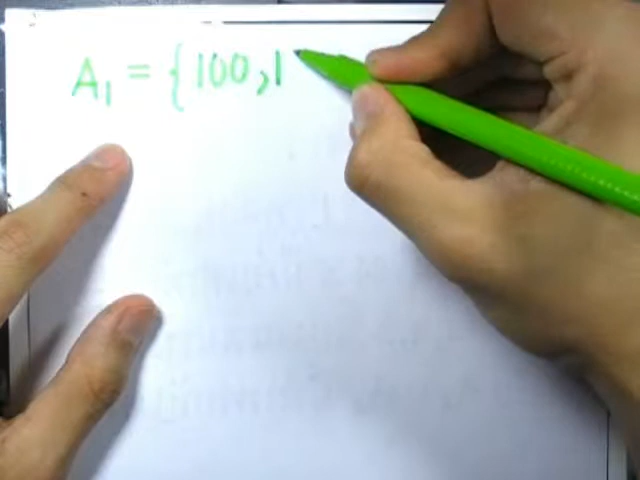 A₁ = {100,1